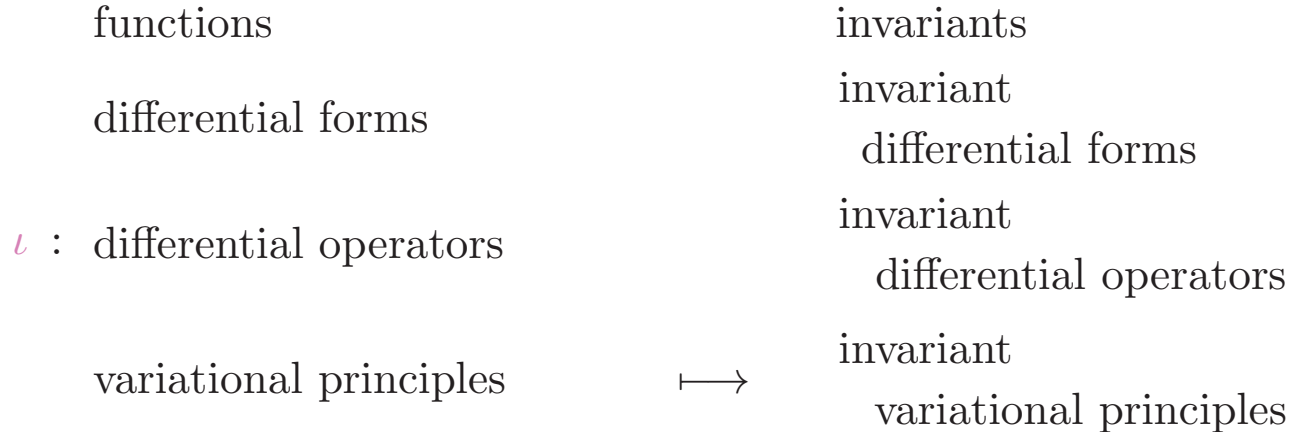 functions invariants
differential forms invariant
differential forms
ι : differential operators invariant
differential operators
variational principles ⟼ invariant
variational principles